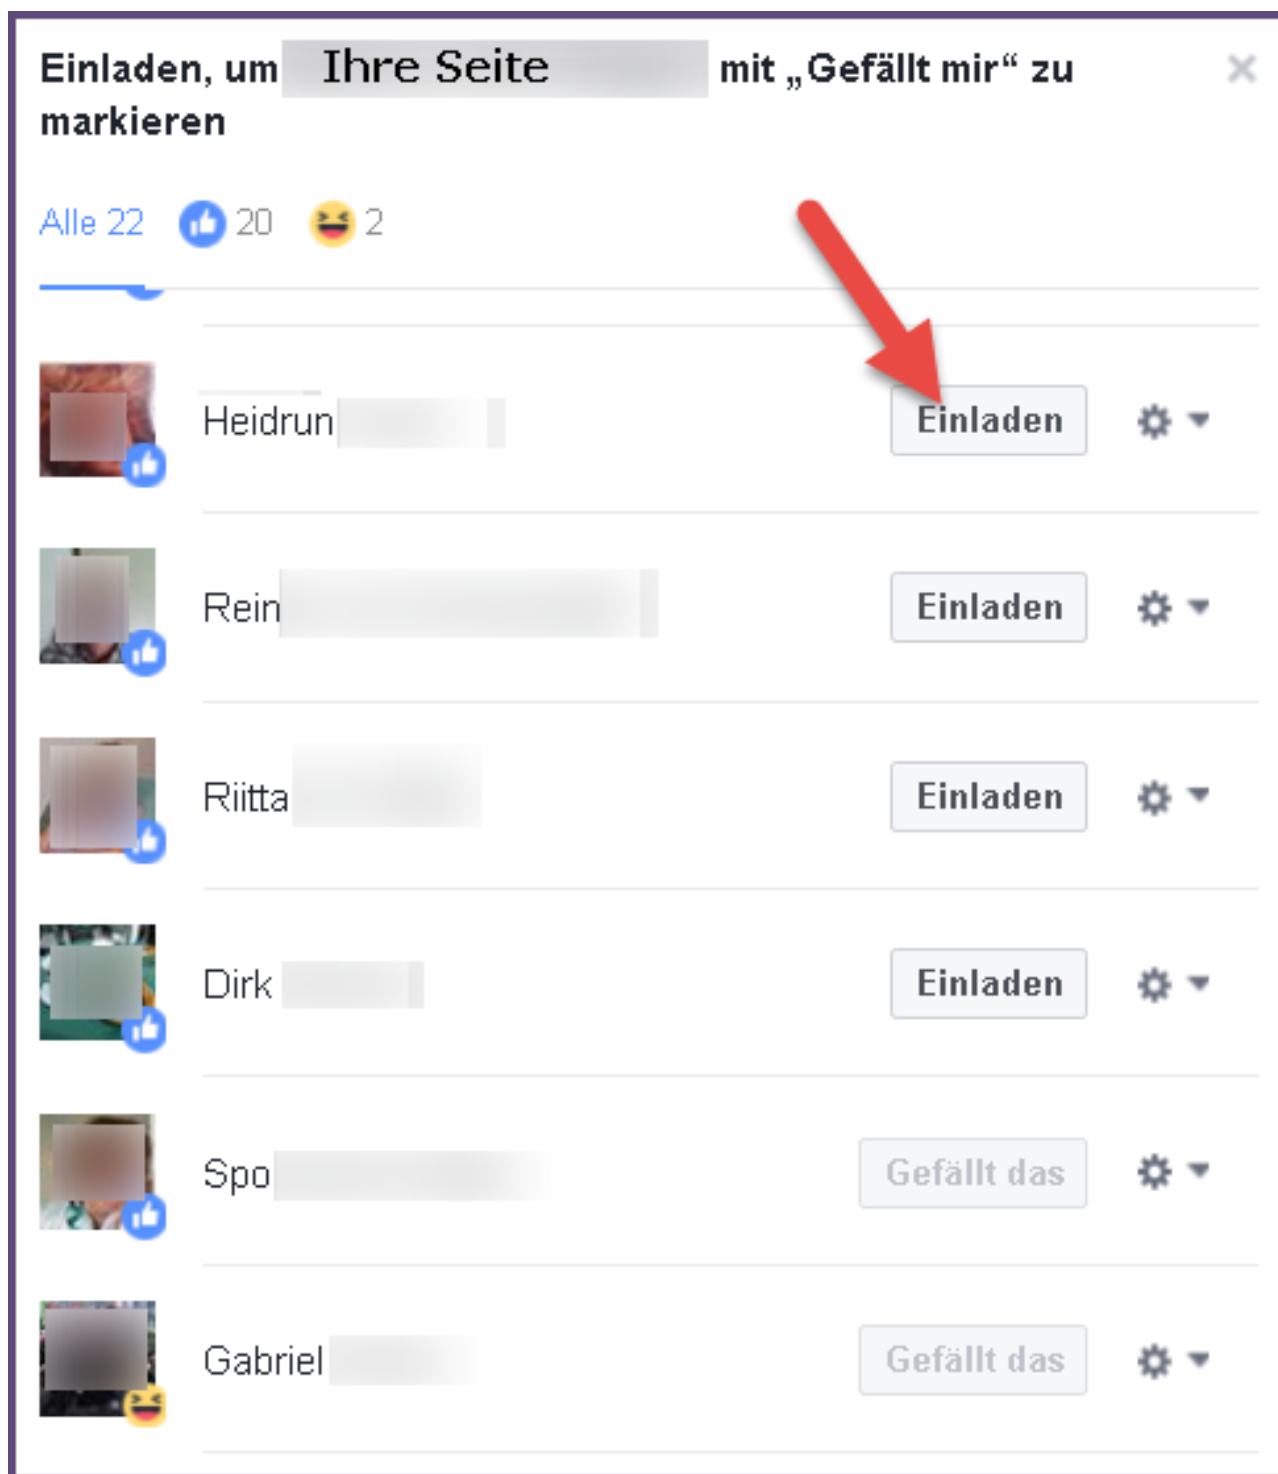 Einladen, um Ihre Seite mit „Gefällt mir“ zu
markieren
Alle 22 20 2
Heidrun Einladen
Rein Einladen
Riitta Einladen
Dirk Einladen
Spo Gefällt das
Gabriel Gefällt das